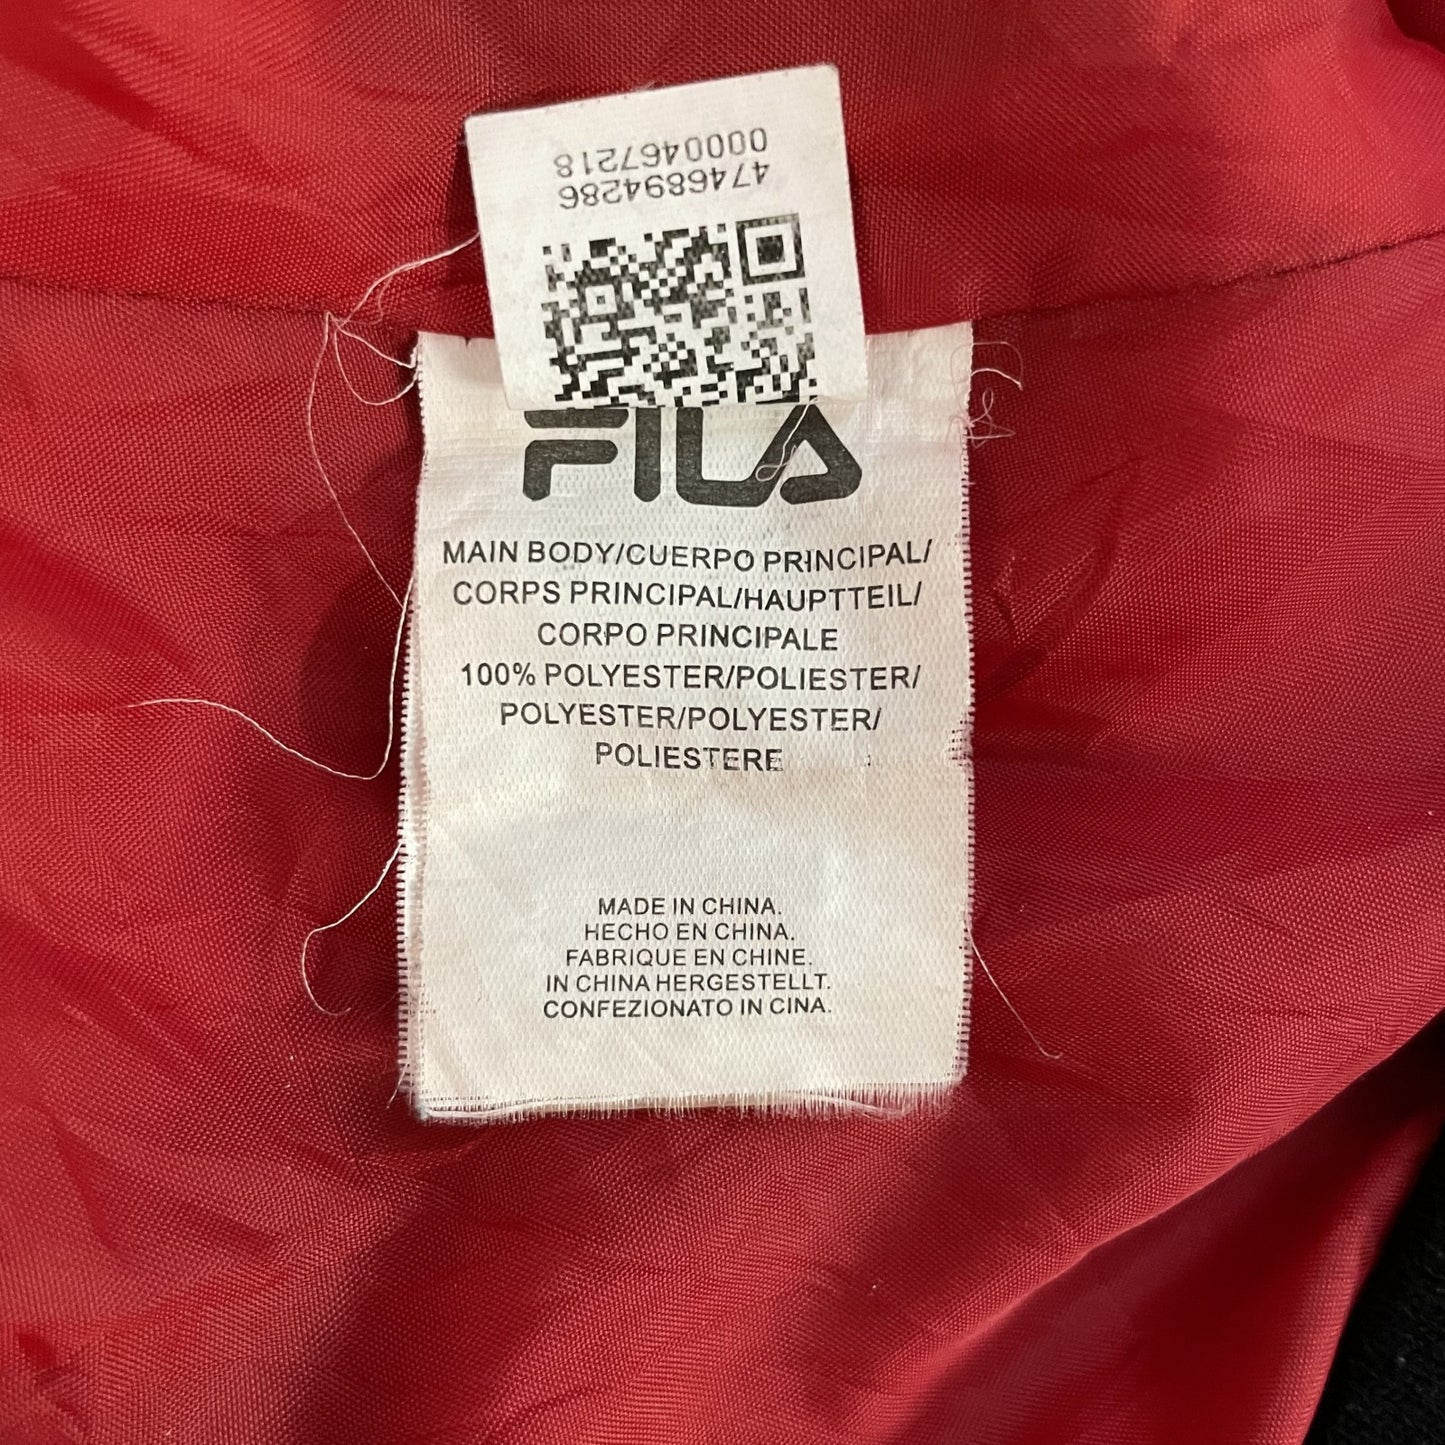 0000467218
4746894286
FILA
MAIN BODY/CUERPO PRINCIPAL/
CORPS PRINCIPAL/HAUPTTEIL/
CORPO PRINCIPALE
100% POLYESTER/POLIESTER/
POLYESTER/POLYESTER/
POLIESTERE
MADE IN CHINA.
HECHO EN CHINA.
FABRIQUE EN CHINE.
IN CHINA HERGESTELLT.
CONFEZIONATO IN CINA.